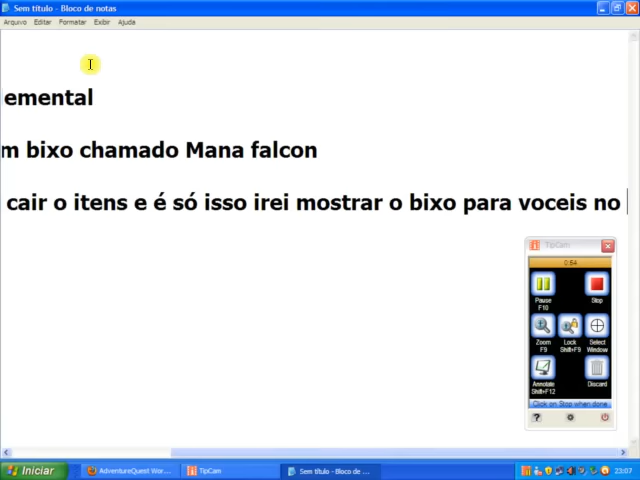 Sem título - Bloco de notas
Arquivo Editar Formatar Exibir Ajuda
emental
m bixo chamado Mana falcon
cair o itens e é só isso irei mostrar o bixo para voceis no
TipCam
0:54
Pause F10
Stop
Zoom F9
Lock Shift+F9
Select Window
Annotate Shift+F12
Discard
Click on Stop when done
Iniciar
AdventureQuest Wor...
TipCam
Sem título - Bloco de ...
23:07